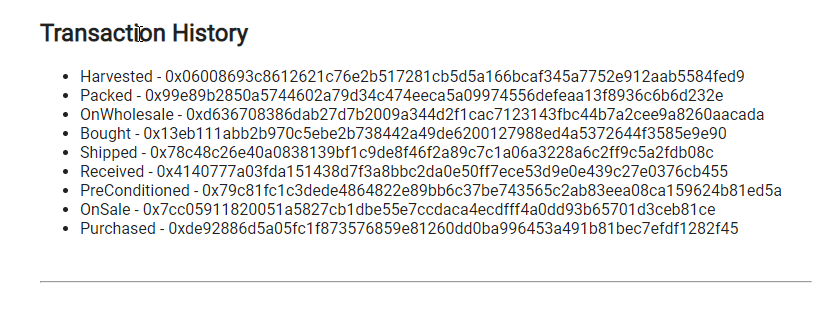 Transaction History
Harvested - 0x06008693c8612621c76e2b517281cb5d5a166bcaf345a7752e912aab5584fed9
Packed - 0x99e89b2850a5744602a79d34c474eeca5a09974556defeaa13f8936c6b6d232e
OnWholesale - 0xd636708386dab27d7b2009a344d2f1cac7123143fbc44b7a2cee9a8260aacada
Bought - 0x13eb111abb2b970c5ebe2b738442a49de6200127988ed4a5372644f3585e9e90
Shipped - 0x78c48c26e40a0838139bf1c9de8f46f2a89c7c1a06a3228a6c2ff9c5a2fdb08c
Received - 0x4140777a03fda151438d7f3a8bbc2da0e50ff7ece53d9e0e439c27e0376cb455
PreConditioned - 0x79c81fc1c3dede4864822e89bb6c37be743565c2ab83eea08ca159624b81ed5a
OnSale - 0x7cc05911820051a5827cb1dbe55e7ccdaca4ecdfff4a0dd93b65701d3ceb81ce
Purchased - 0xde92886d5a05fc1f873576859e81260dd0ba996453a491b81bec7efdf1282f45